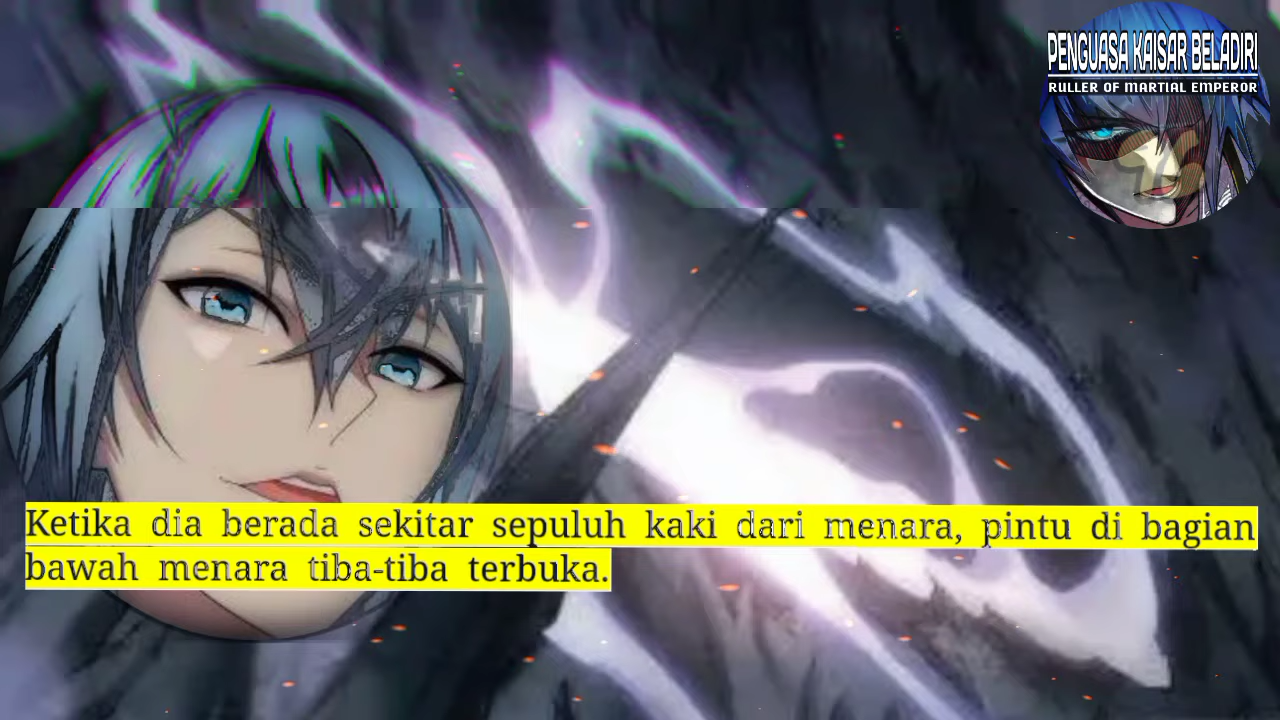 PENGUASA KAISAR BELADIRI
RULLER OF MARTIAL EMPEROR
Ketika dia berada sekitar sepuluh kaki dari menara, pintu di bagian
bawah menara tiba-tiba terbuka.